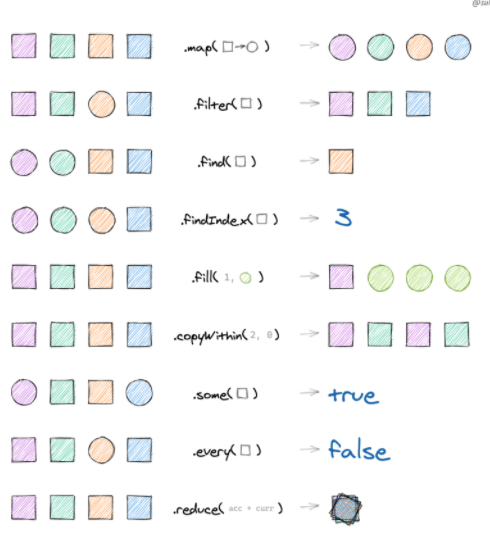 .map( → )
.filter( )
.find( )
.findIndex( ) 3
.fill( 1, )
.copyWithin( 2, 0 )
.some( ) true
.every( ) false
.reduce( acc + curr )